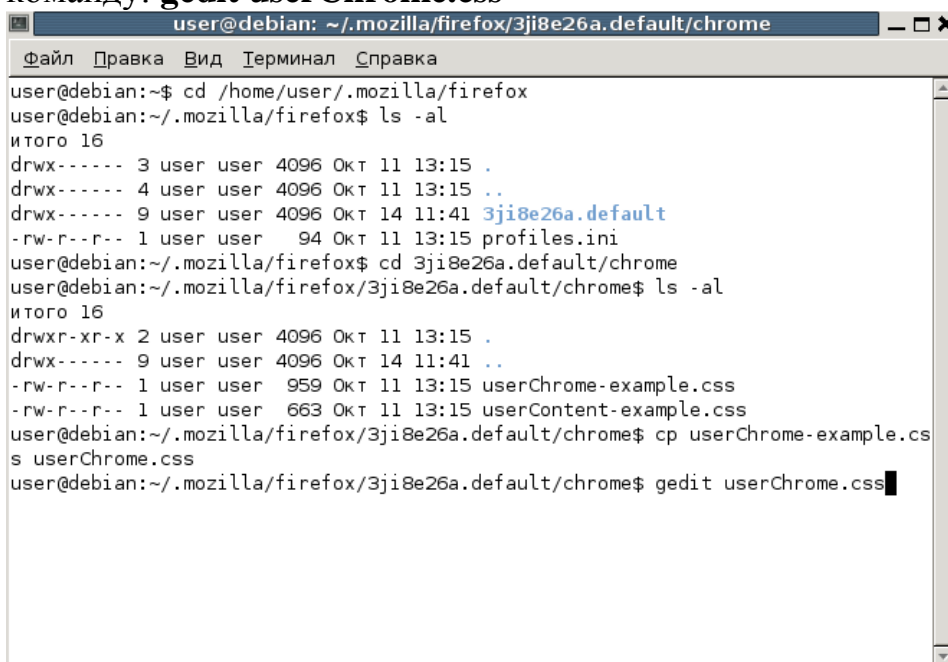 команду: gedit userChrome.css
user@debian: ~/.mozilla/firefox/3ji8e26a.default/chrome
Файл Правка Вид Терминал Справка
user@debian:~$ cd /home/user/.mozilla/firefox
user@debian:~/.mozilla/firefox$ ls -al
итого 16
drwx------ 3 user user 4096 Окт 11 13:15 .
drwx------ 4 user user 4096 Окт 11 13:15 ..
drwx------ 9 user user 4096 Окт 14 11:41 3ji8e26a.default
-rw-r--r-- 1 user user   94 Окт 11 13:15 profiles.ini
user@debian:~/.mozilla/firefox$ cd 3ji8e26a.default/chrome
user@debian:~/.mozilla/firefox/3ji8e26a.default/chrome$ ls -al
итого 16
drwxr-xr-x 2 user user 4096 Окт 11 13:15 .
drwx------ 9 user user 4096 Окт 14 11:41 ..
-rw-r--r-- 1 user user  959 Окт 11 13:15 userChrome-example.css
-rw-r--r-- 1 user user  663 Окт 11 13:15 userContent-example.css
user@debian:~/.mozilla/firefox/3ji8e26a.default/chrome$ cp userChrome-example.cs
s userChrome.css
user@debian:~/.mozilla/firefox/3ji8e26a.default/chrome$ gedit userChrome.css